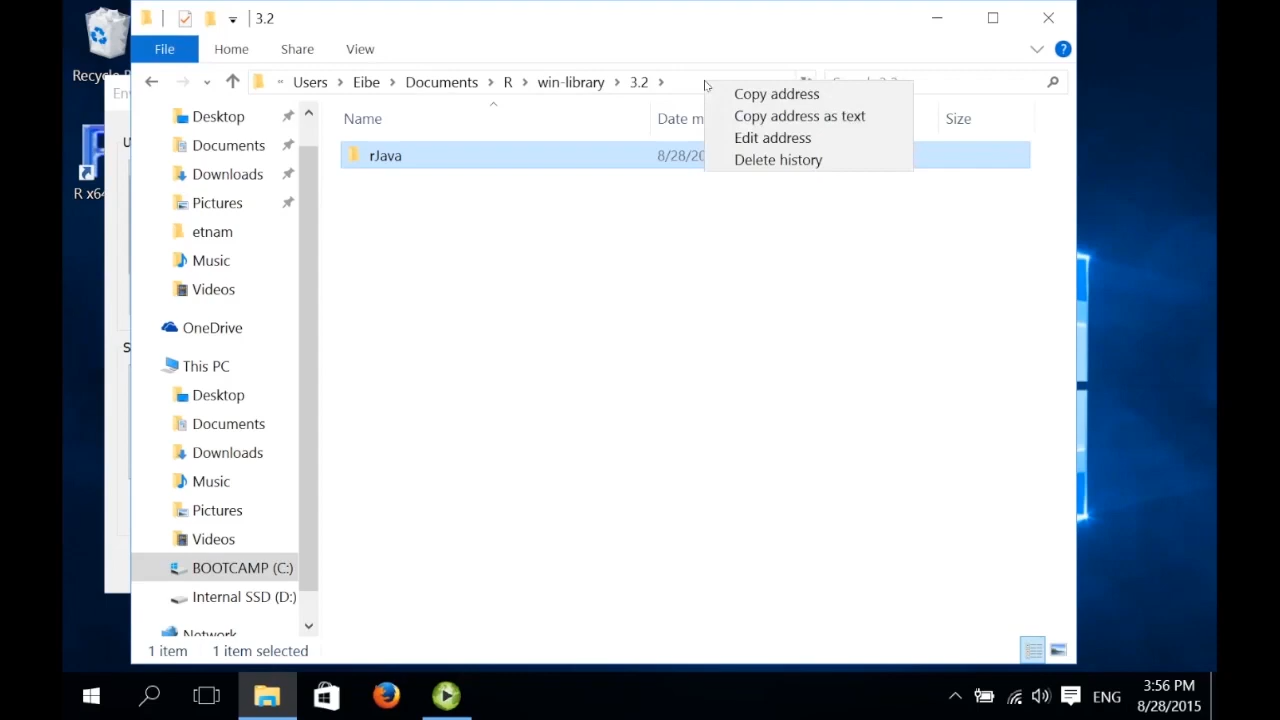 3.2
Recycle
File Home Share View
Users Eibe Documents R win-library 3.2
Copy address
Copy address as text
Edit address
Delete history
Name Date m Size
rJava 8/28/20
Desktop
Documents
Downloads
Pictures
etnam
Music
Videos
OneDrive
This PC
Desktop
Documents
Downloads
Music
Pictures
Videos
BOOTCAMP (C:)
Internal SSD (D:)
Network
1 item 1 item selected
En
U
R x64
S
ENG
3:56 PM
8/28/2015